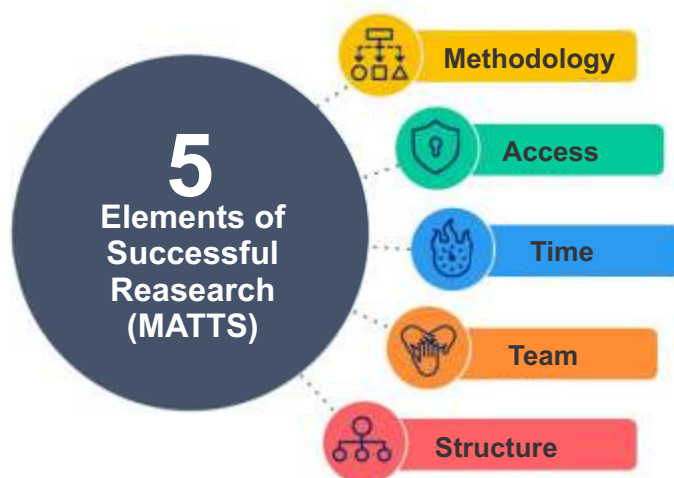 5
Elements of
Successful
Reasearch
(MATTS)
Methodology
Access
Time
Team
Structure